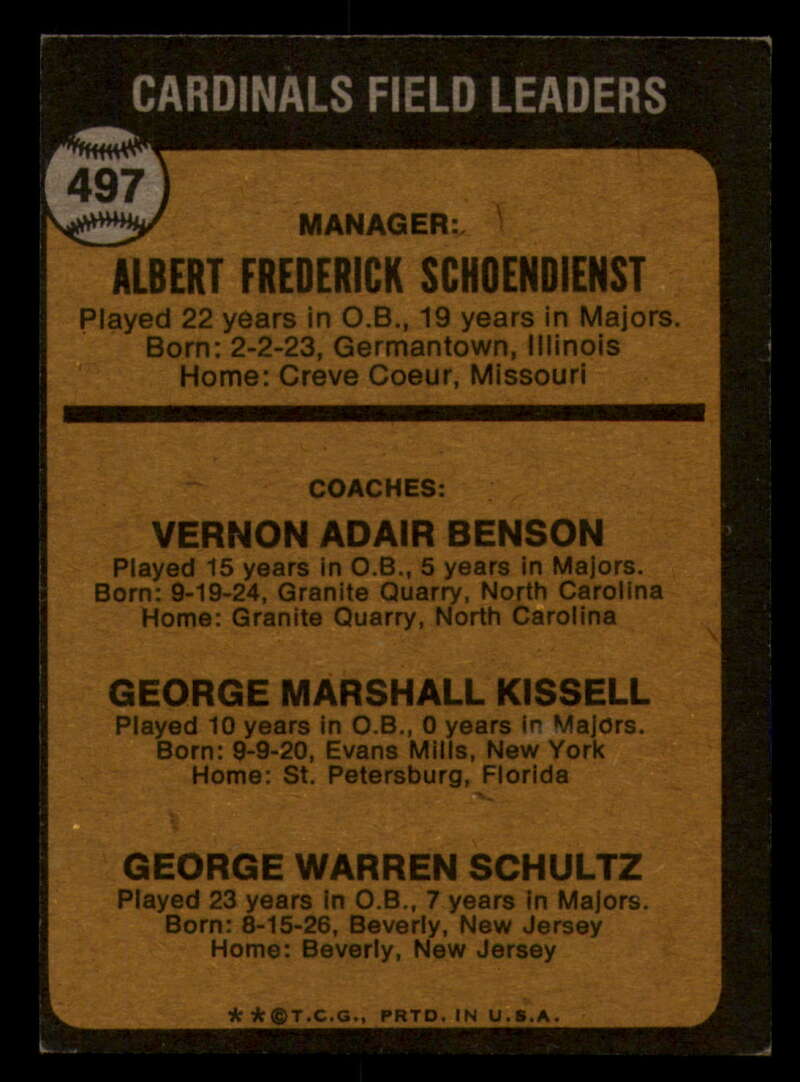 CARDINALS FIELD LEADERS
497
MANAGER:
ALBERT FREDERICK SCHOENDIENST
Played 22 years in O.B., 19 years in Majors.
Born: 2-2-23, Germantown, Illinois
Home: Creve Coeur, Missouri
COACHES:
VERNON ADAIR BENSON
Played 15 years in O.B., 5 years in Majors.
Born: 9-19-24, Granite Quarry, North Carolina
Home: Granite Quarry, North Carolina
GEORGE MARSHALL KISSELL
Played 10 years in O.B., 0 years in Majors.
Born: 9-9-20, Evans Mills, New York
Home: St. Petersburg, Florida
GEORGE WARREN SCHULTZ
Played 23 years in O.B., 7 years in Majors.
Born: 8-15-26, Beverly, New Jersey
Home: Beverly, New Jersey
**©T.C.G., PRTD. IN U.S.A.